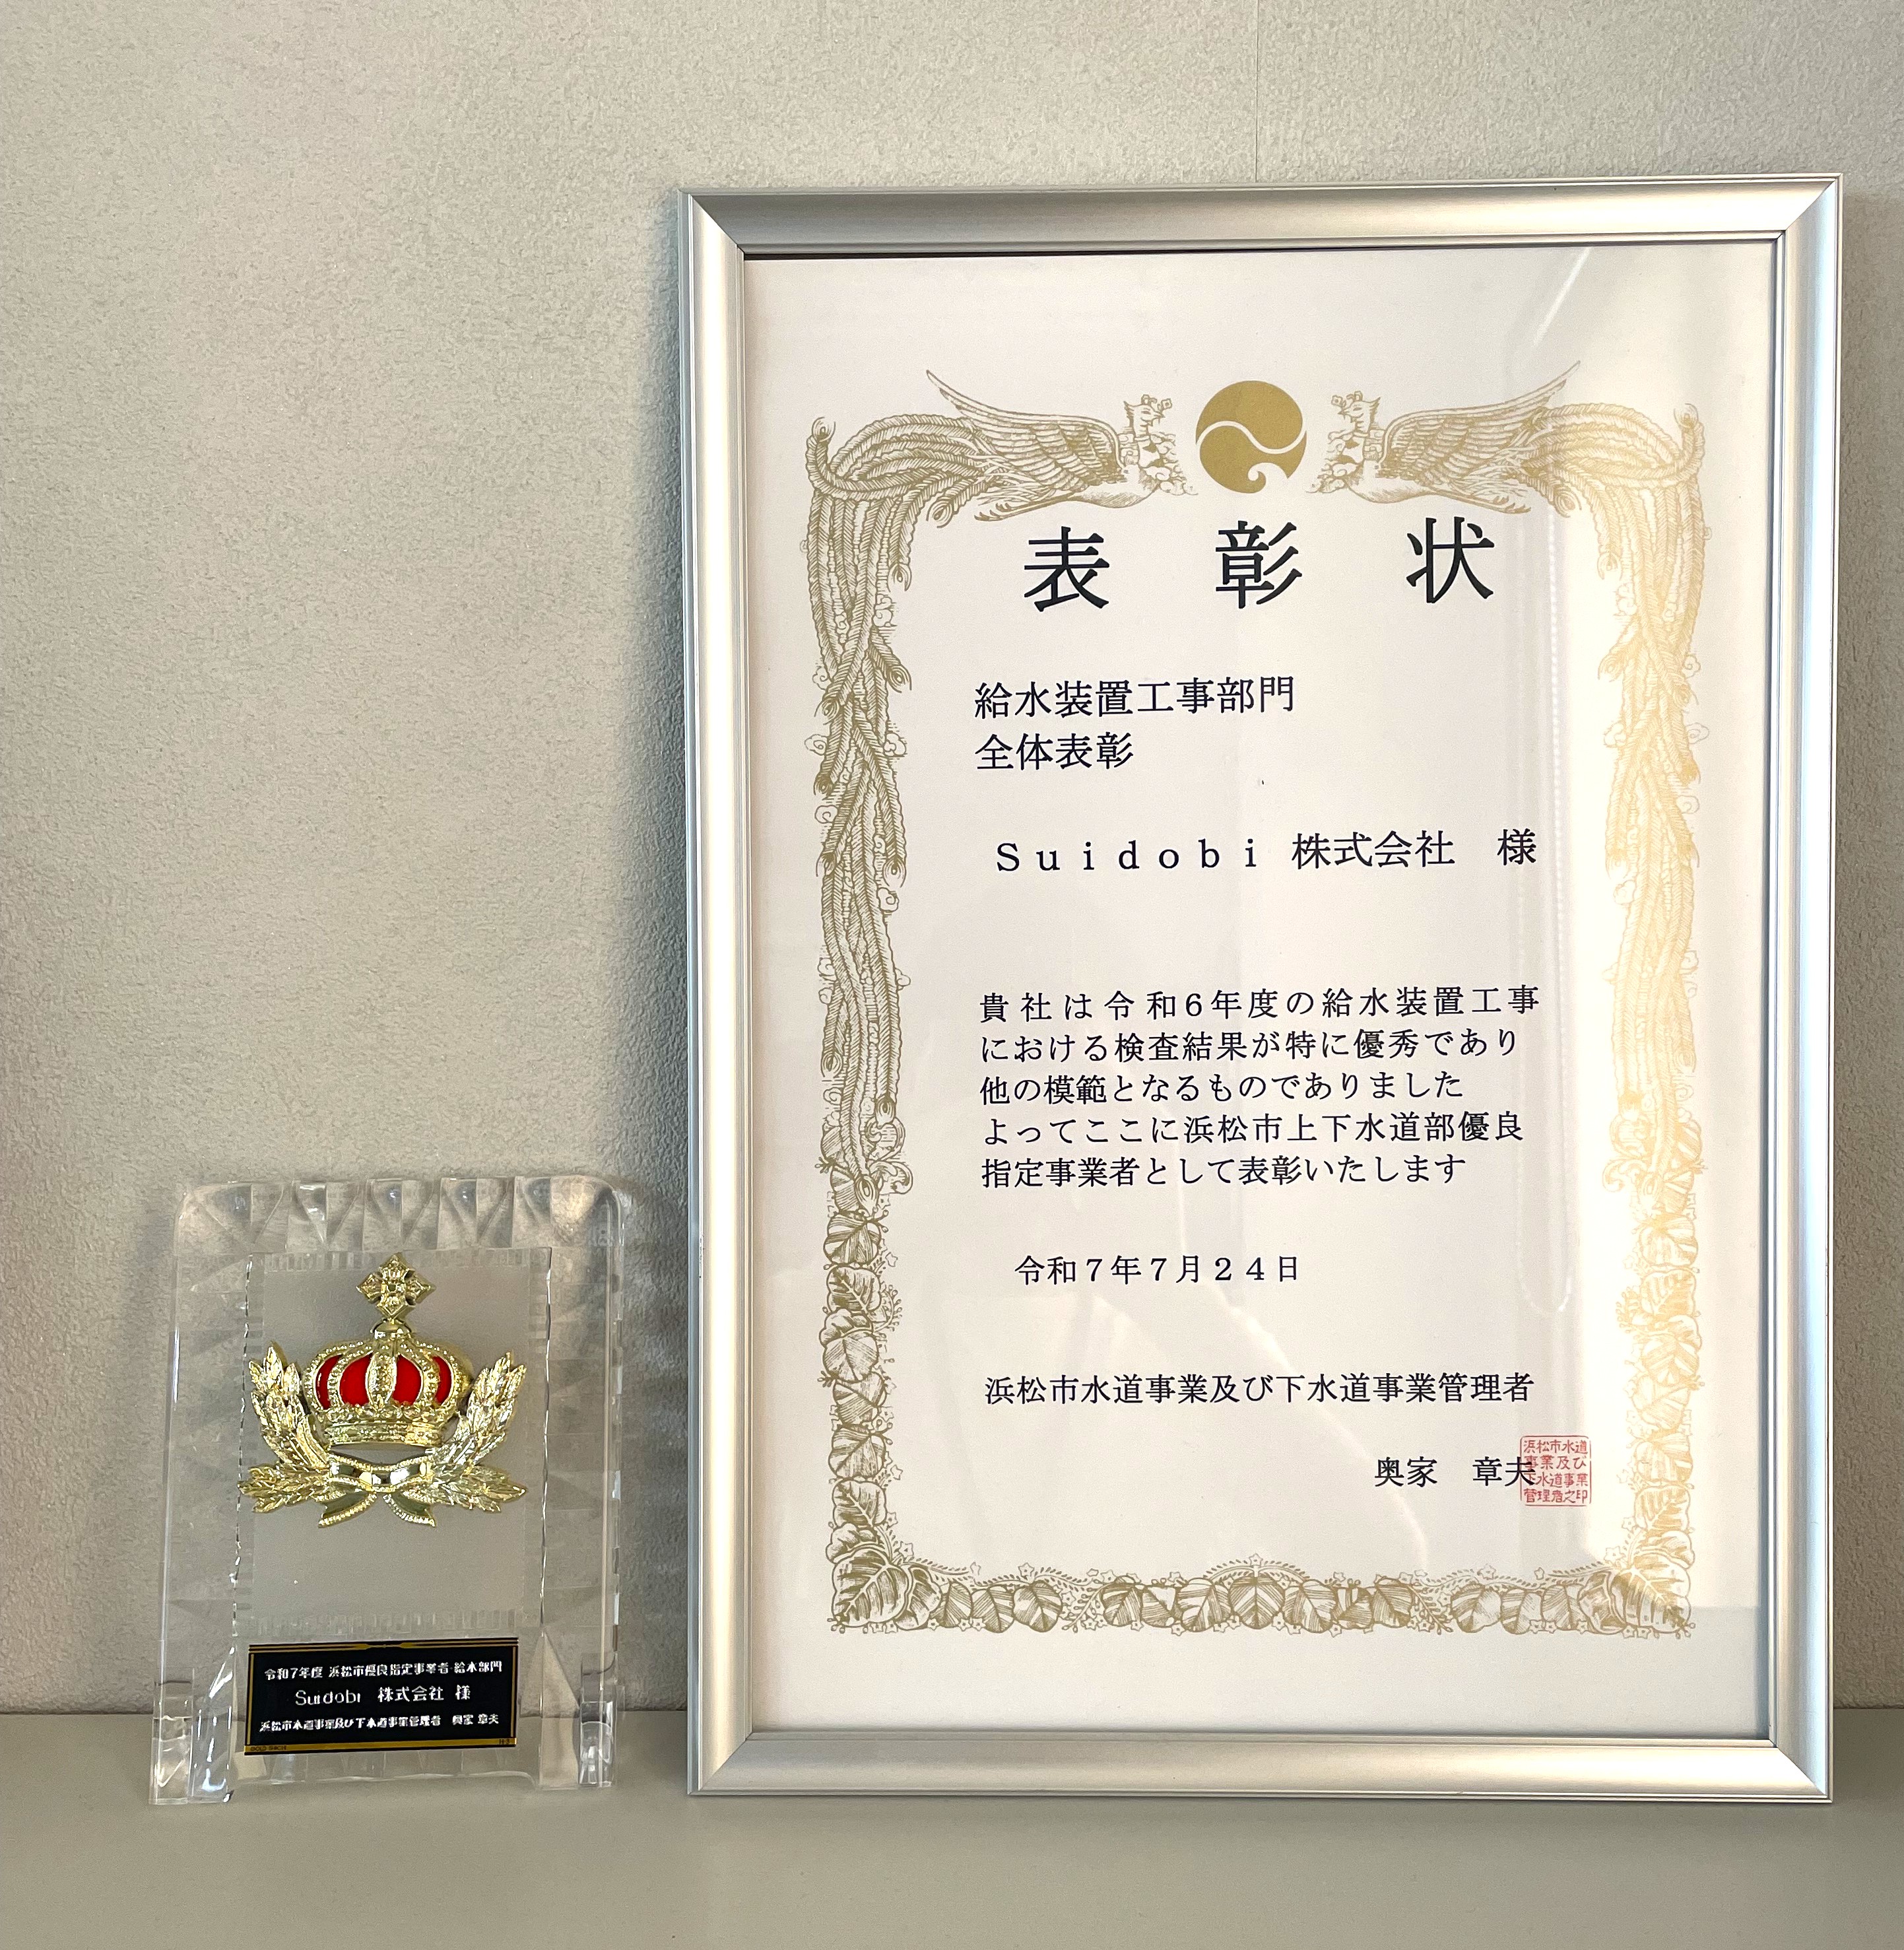 表彰状
給水装置工事部門
全体表彰
Suidobi 株式会社 様
貴社は令和6年度の給水装置工事
における検査結果が特に優秀であり
他の模範となるものでありました
よってここに浜松市上下水道部優良
指定事業者として表彰いたします
令和7年7月24日
浜松市水道事業及び下水道事業管理者
奥家 章夫
浜松市水道
事業及び
下水道事業
管理者之印
令和7年度 浜松市優良指定事業者 給水部門
Suidobi 株式会社 様
浜松市水道事業及び下水道事業管理者 奥家 章夫